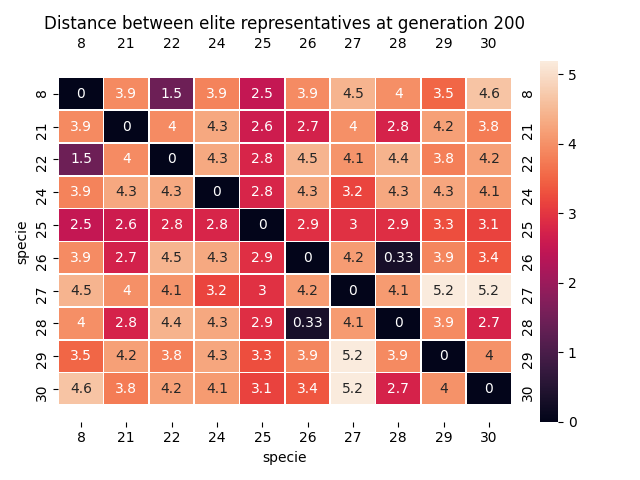 Distance between elite representatives at generation 200
8 21 22 24 25 26 27 28 29 30
8 0 3.9 1.5 3.9 2.5 3.9 4.5 4 3.5 4.6 8
21 3.9 0 4 4.3 2.6 2.7 4 2.8 4.2 3.8 21
22 1.5 4 0 4.3 2.8 4.5 4.1 4.4 3.8 4.2 22
24 3.9 4.3 4.3 0 2.8 4.3 3.2 4.3 4.3 4.1 24
25 2.5 2.6 2.8 2.8 0 2.9 3 2.9 3.3 3.1 25
26 3.9 2.7 4.5 4.3 2.9 0 4.2 0.33 3.9 3.4 26
27 4.5 4 4.1 3.2 3 4.2 0 4.1 5.2 5.2 27
28 4 2.8 4.4 4.3 2.9 0.33 4.1 0 3.9 2.7 28
29 3.5 4.2 3.8 4.3 3.3 3.9 5.2 3.9 0 4 29
30 4.6 3.8 4.2 4.1 3.1 3.4 5.2 2.7 4 0 30
8 21 22 24 25 26 27 28 29 30
specie
specie
5
4
3
2
1
0